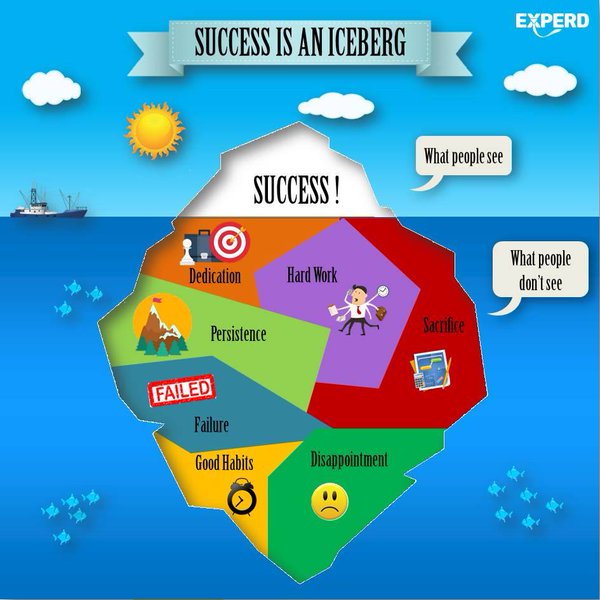 EXPERD
SUCCESS IS AN ICEBERG
What people see
SUCCESS !
What people
don't see
Dedication
Hard Work
Sacrifice
Persistence
FAILED
Failure
Good Habits
Disappointment